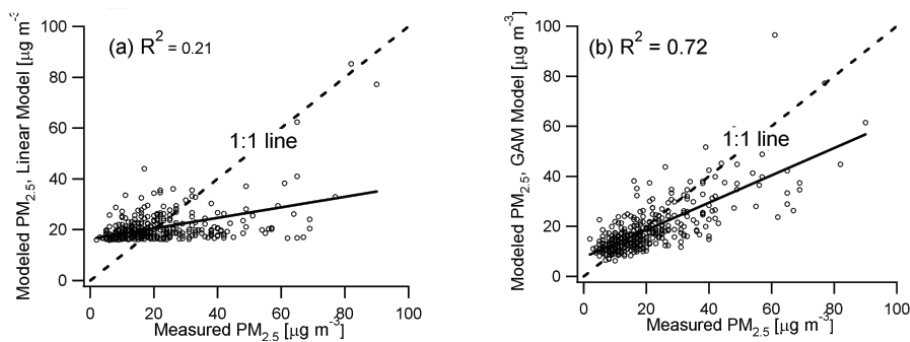 Modeled PM2.5, Linear Model [µg m-3]
100
80
60
40
20
0
(a) R2 = 0.21
1:1 line
0 20 40 60 80 100
Measured PM2.5 [µg m-3]
Modeled PM2.5, GAM Model [µg m-3]
100
80
60
40
20
0
(b) R2 = 0.72
1:1 line
0 20 40 60 80 100
Measured PM2.5 [µg m-3]